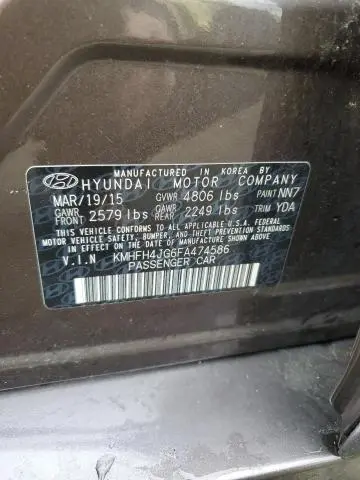 MANUFACTURED IN KOREA BY
HYUNDAI MOTOR COMPANY
MAR/19/15 GVWR 4806 lbs PAINT NN7
GAWR FRONT 2579 lbs GAWR REAR 2249 lbs TRIM YDA
THIS VEHICLE CONFORMS TO ALL APPLICABLE U.S. FEDERAL
MOTOR VEHICLE SAFETY, BUMPER, AND THEFT PREVENTION
STANDARDS IN EFFECT ON THE DATE OF MANUFACTURE SHOWN ABOVE.
V.I.N KMHFH4JG6FA474586
PASSENGER CAR